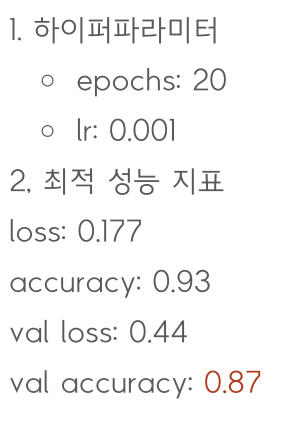 1. 하이퍼파라미터
○ epochs: 20
○ lr: 0.001
2, 최적 성능 지표
loss: 0.177
accuracy: 0.93
val loss: 0.44
val accuracy: 0.87